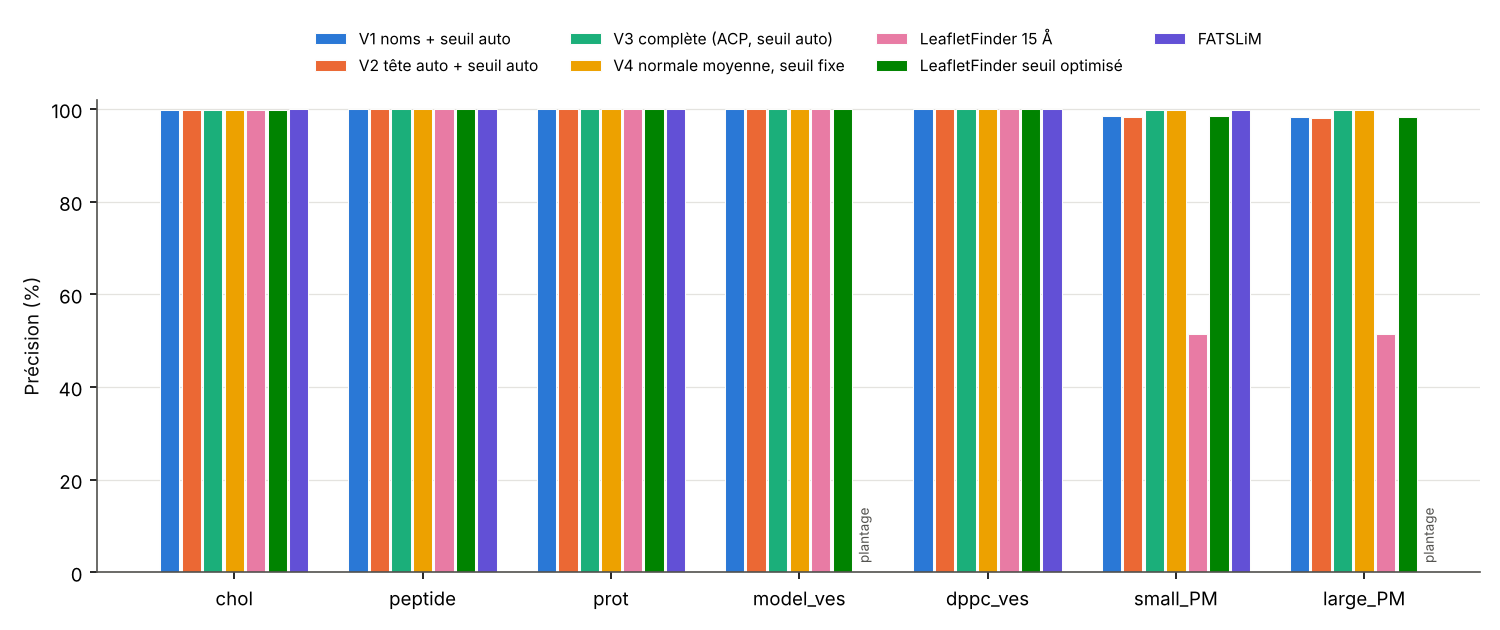 V1 noms + seuil auto
V2 tête auto + seuil auto
V3 complète (ACP, seuil auto)
V4 normale moyenne, seuil fixe
LeafletFinder 15 Å
LeafletFinder seuil optimisé
FATSLiM
Précision (%)
100
80
60
40
20
0
plantage
plantage
chol
peptide
prot
model_ves
dppc_ves
small_PM
large_PM